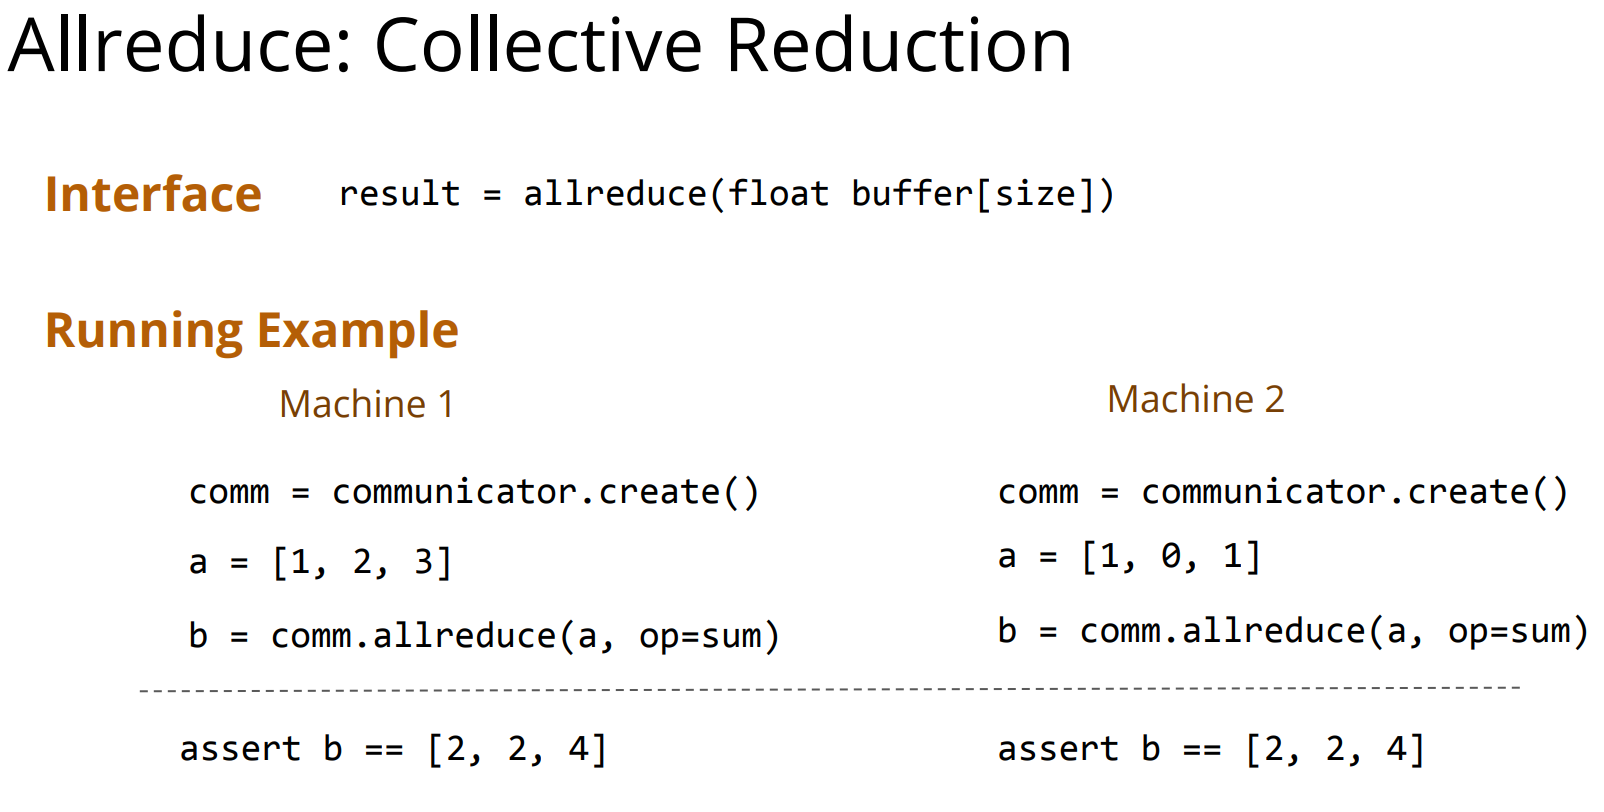 Allreduce: Collective Reduction
Interface result = allreduce(float buffer[size])
Running Example
Machine 1
comm = communicator.create()
a = [1, 2, 3]
b = comm.allreduce(a, op=sum)
assert b == [2, 2, 4]
Machine 2
comm = communicator.create()
a = [1, 0, 1]
b = comm.allreduce(a, op=sum)
assert b == [2, 2, 4]